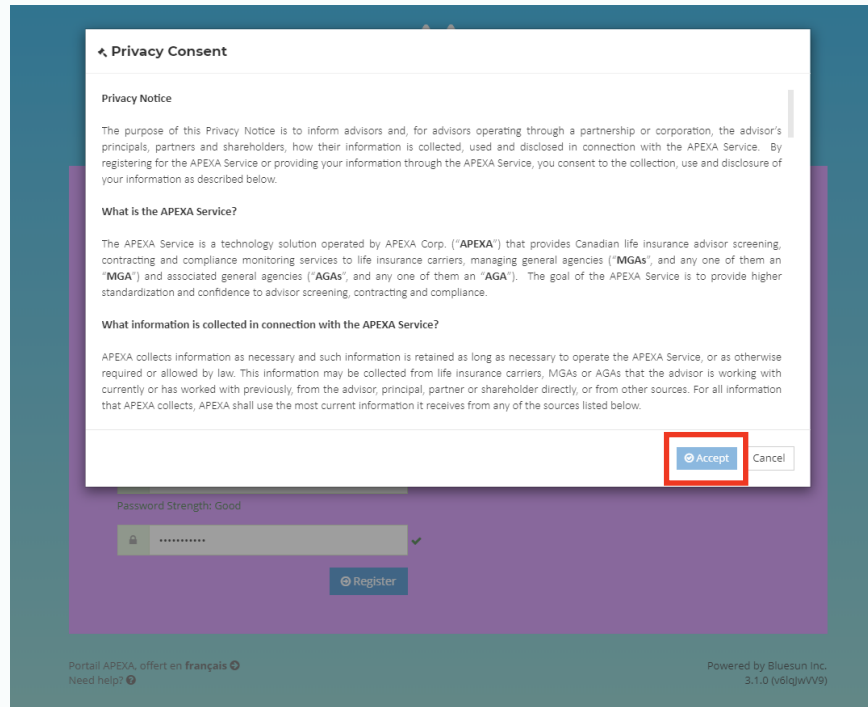 Privacy Consent
Privacy Notice
The purpose of this Privacy Notice is to inform advisors and, for advisors operating through a partnership or corporation, the advisor's
principals, partners and shareholders, how their information is collected, used and disclosed in connection with the APEXA Service. By
registering for the APEXA Service or providing your information through the APEXA Service, you consent to the collection, use and disclosure of
your information as described below.
What is the APEXA Service?
The APEXA Service is a technology solution operated by APEXA Corp. ("APEXA") that provides Canadian life insurance advisor screening,
contracting and compliance monitoring services to life insurance carriers, managing general agencies ("MGAs", and any one of them an
"MGA") and associated general agencies ("AGAs", and any one of them an "AGA"). The goal of the APEXA Service is to provide higher
standardization and confidence to advisor screening, contracting and compliance.
What information is collected in connection with the APEXA Service?
APEXA collects information as necessary and such information is retained as long as necessary to operate the APEXA Service, or as otherwise
required or allowed by law. This information may be collected from life insurance carriers, MGAs or AGAs that the advisor is working with
currently or has worked with previously, from the advisor, principal, partner or shareholder directly, or from other sources. For all information
that APEXA collects, APEXA shall use the most current information it receives from any of the sources listed below.
Accept Cancel
Password Strength: Good
Register
Portail APEXA, offert en français
Need help?
Powered by Bluesun Inc.
3.1.0 (v6lqJwVV9)